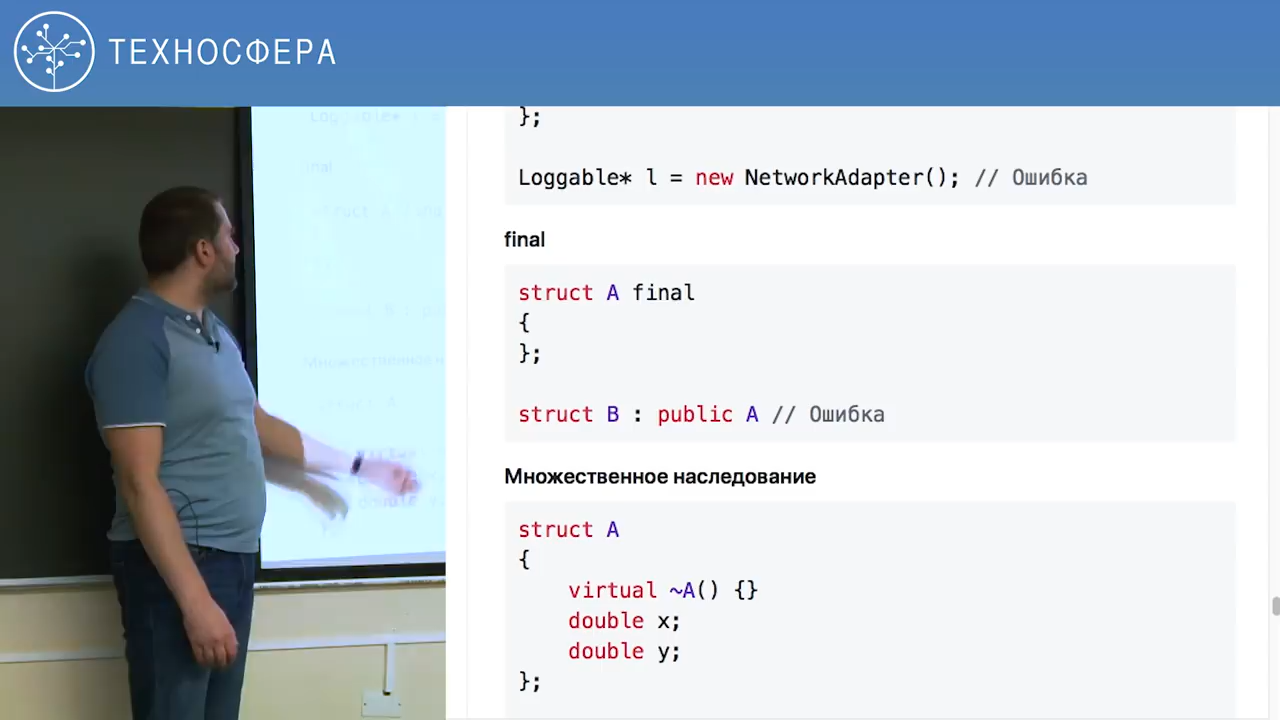 ТЕХНОСФЕРА
};
Loggable* l = new NetworkAdapter(); // Ошибка
final
struct A final
{
};
struct B : public A // Ошибка
Множественное наследование
struct A
{
virtual ~A() {}
double x;
double y;
};